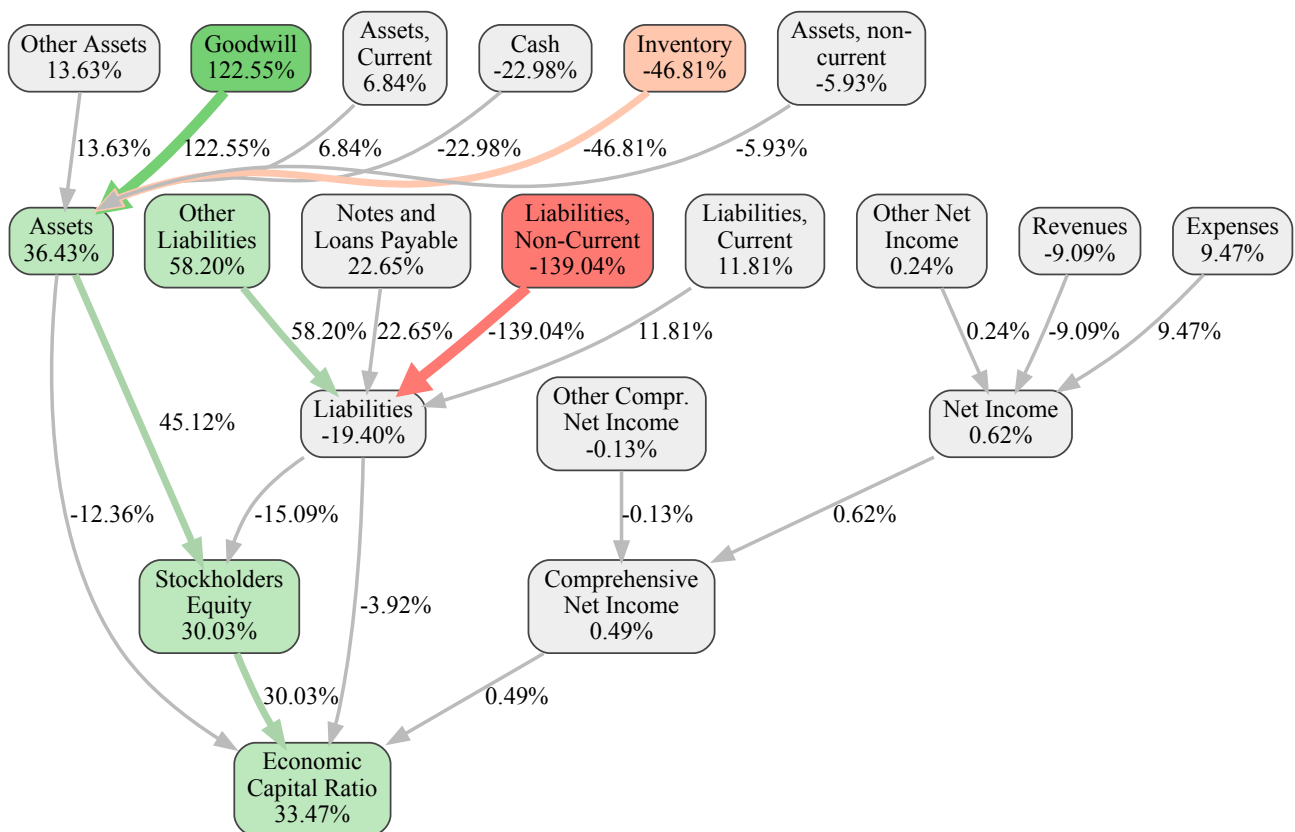 Other Assets
13.63%
Goodwill
122.55%
Assets,
Current
6.84%
Cash
-22.98%
Inventory
-46.81%
Assets, non-
current
-5.93%
13.63%
122.55%
6.84%
-22.98%
-46.81%
-5.93%
Assets
36.43%
Other
Liabilities
58.20%
Notes and
Loans Payable
22.65%
Liabilities,
Non-Current
-139.04%
Liabilities,
Current
11.81%
Other Net
Income
0.24%
Revenues
-9.09%
Expenses
9.47%
58.20%
22.65%
-139.04%
11.81%
0.24%
-9.09%
9.47%
45.12%
Liabilities
-19.40%
Other Compr.
Net Income
-0.13%
Net Income
0.62%
-12.36%
-15.09%
-0.13%
0.62%
Stockholders
Equity
30.03%
-3.92%
Comprehensive
Net Income
0.49%
30.03%
0.49%
Economic
Capital Ratio
33.47%